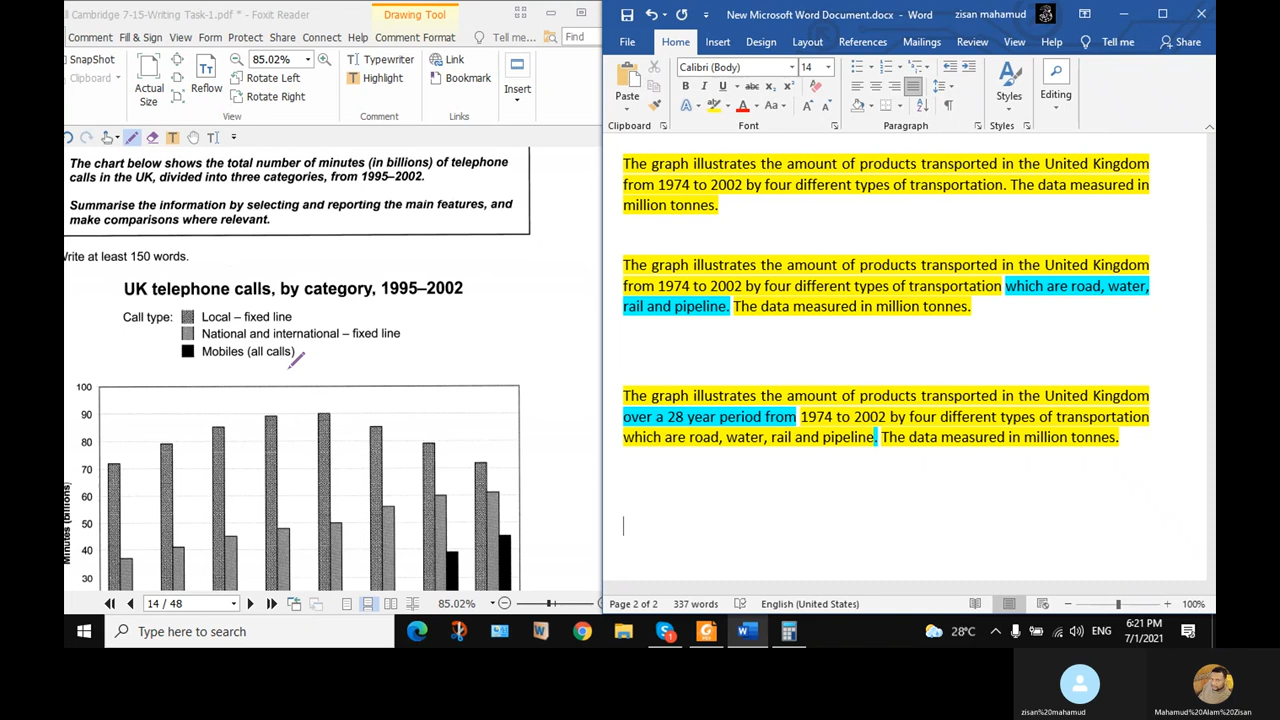 ll Cambridge 7-15-Writing Task-1.pdf * - Foxit Reader
Drawing Tool
Comment Fill & Sign View Form Protect Share Connect Help Comment Format Tell me... Find
SnapShot
Clipboard
Actual Size
Reflow
85.02%
Rotate Left
Rotate Right
View
Typewriter
Highlight
Comment
Link
Bookmark
Links
Insert
The chart below shows the total number of minutes (in billions) of telephone
calls in the UK, divided into three categories, from 1995–2002.
Summarise the information by selecting and reporting the main features, and
make comparisons where relevant.
Write at least 150 words.
UK telephone calls, by category, 1995–2002
Call type: Local – fixed line
National and international – fixed line
Mobiles (all calls)
100
90
80
70
60
50
40
30
Minutes (billions)
14 / 48
85.02%
New Microsoft Word Document.docx - Word
zisan mahamud
File Home Insert Design Layout References Mailings Review View Help Tell me Share
Paste
Clipboard
Calibri (Body) 14
B I U abc x₂ x²
A A Aa A A
Font
Paragraph
Styles
Styles
Editing
The graph illustrates the amount of products transported in the United Kingdom
from 1974 to 2002 by four different types of transportation. The data measured in
million tonnes.
The graph illustrates the amount of products transported in the United Kingdom
from 1974 to 2002 by four different types of transportation which are road, water,
rail and pipeline. The data measured in million tonnes.
The graph illustrates the amount of products transported in the United Kingdom
over a 28 year period from 1974 to 2002 by four different types of transportation
which are road, water, rail and pipeline. The data measured in million tonnes.
Page 2 of 2 337 words English (United States) 100%
Type here to search
28°C
ENG
6:21 PM
7/1/2021
zisan%20mahamud
Mahamud%20Alam%20Zisan